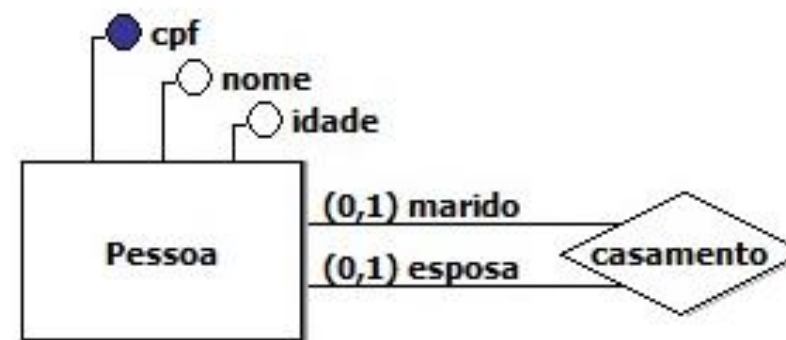 cpf
nome
idade
(0,1) marido
Pessoa
(0,1) esposa
casamento